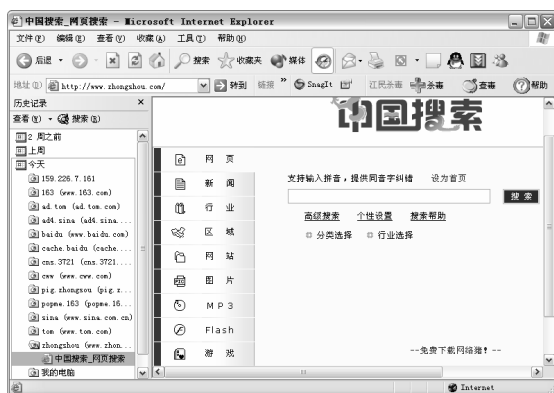 中国搜索_网页搜索 - Microsoft Internet Explorer
文件(F) 编辑(E) 查看(V) 收藏(A) 工具(T) 帮助(H)
后退 搜索 收藏夹 媒体
地址(D) http://www.zhongshou.com/ 转到 链接 » SnagIt 江民杀毒 杀毒 查毒 帮助
历史记录 ×
查看(Y) 搜索(S)
2 周之前
上周
今天
159.226.7.161
163 (www.163.com)
ad.tom (ad.tom.com)
ad4.sina (ad4.sina....
baidu (www.baidu.com)
cache.baidu (cache....
cns.3721 (cns.3721....
cww (www.cww.com)
pig.zhongsou (pig.z...
popme.163 (popme.16...
sina (www.sina.com.cn)
tom (www.tom.com)
zhongshou (www.zhon...
中国搜索_网页搜索
我的电脑
中国搜索
网 页
新 闻
行 业
区 域
网 站
图 片
MP3
Flash
游 戏
支持输入拼音，提供同音字纠错 设为首页
搜 索
高级搜索 个性设置 搜索帮助
分类选择 行业选择
--免费下载网络猪! --
Internet